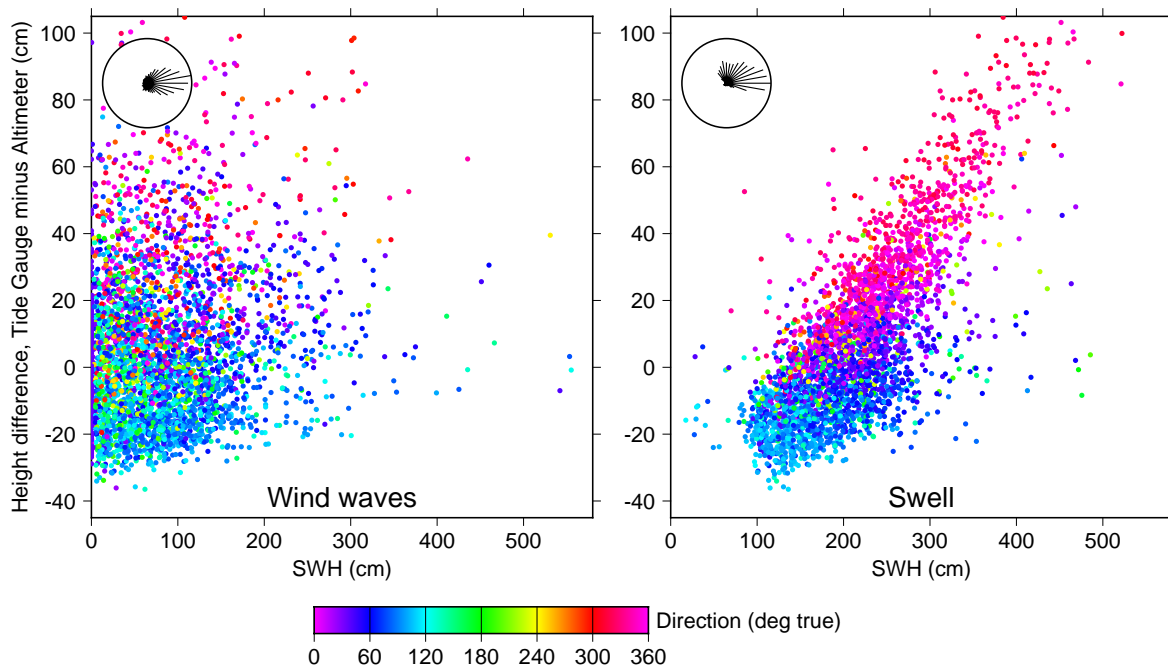 Height difference, Tide Gauge minus Altimeter (cm)
100
80
60
40
20
0
-20
-40
Wind waves
0 100 200 300 400 500
SWH (cm)
100
80
60
40
20
0
-20
-40
Swell
0 100 200 300 400 500
SWH (cm)
Direction (deg true)
0 60 120 180 240 300 360